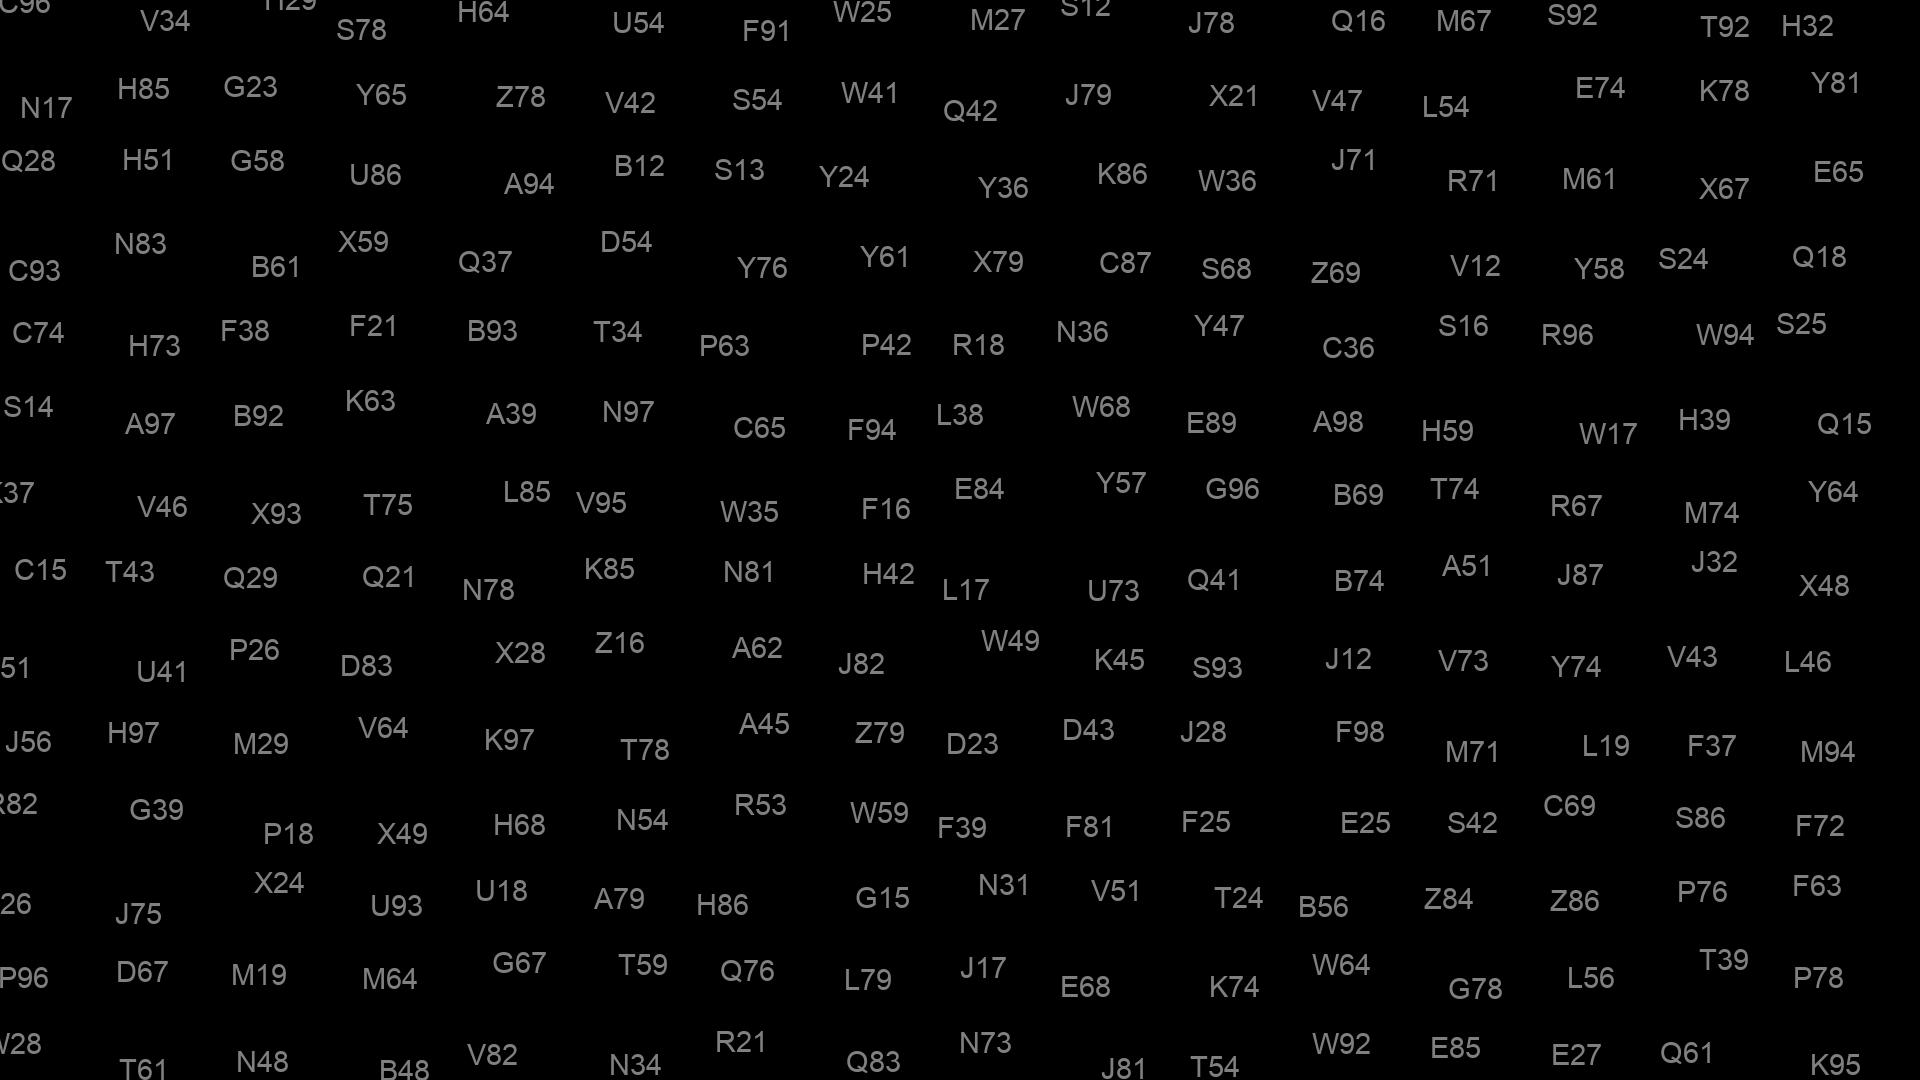 C96 V34 H29 S78 H64 U54 F91 W25 M27 S12 J78 Q16 M67 S92 T92 H32
N17 H85 G23 Y65 Z78 V42 S54 W41 Q42 J79 X21 V47 L54 E74 K78 Y81
Q28 H51 G58 U86 A94 B12 S13 Y24 Y36 K86 W36 J71 R71 M61 X67 E65
C93 N83 B61 X59 Q37 D54 Y76 Y61 X79 C87 S68 Z69 V12 Y58 S24 Q18
C74 H73 F38 F21 B93 T34 P63 P42 R18 N36 Y47 C36 S16 R96 W94 S25
S14 A97 B92 K63 A39 N97 C65 F94 L38 W68 E89 A98 H59 W17 H39 Q15
V46 X93 T75 L85 V95 W35 F16 E84 Y57 G96 B69 T74 R67 M74 Y64
C15 T43 Q29 Q21 N78 K85 N81 H42 L17 U73 Q41 B74 A51 J87 J32 X48
51 U41 P26 D83 X28 Z16 A62 J82 W49 K45 S93 J12 V73 Y74 V43 L46
J56 H97 M29 V64 K97 T78 A45 Z79 D23 D43 J28 F98 M71 L19 F37 M94
R82 G39 P18 X49 H68 N54 R53 W59 F39 F81 F25 E25 S42 C69 S86 F72
26 J75 X24 U93 U18 A79 H86 G15 N31 V51 T24 B56 Z84 Z86 P76 F63
P96 D67 M19 M64 G67 T59 Q76 L79 J17 E68 K74 W64 G78 L56 T39 P78
W28 T61 N48 B48 V82 N34 R21 Q83 N73 J81 T54 W92 E85 E27 Q61 K95